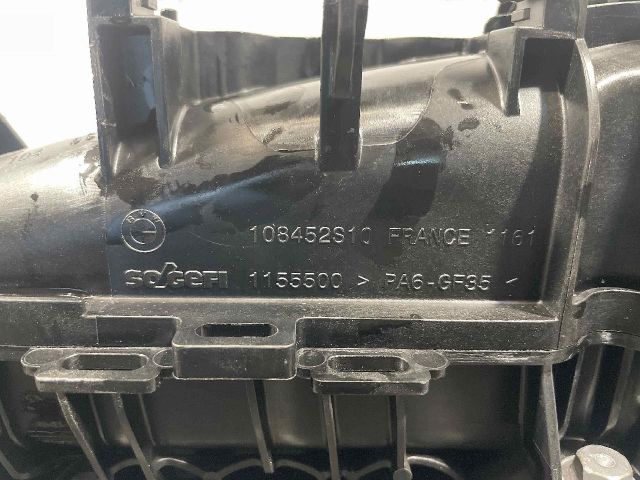 108452S10 FRANCE 1161
SOGEFI 1155500 > PA6-GF35 <